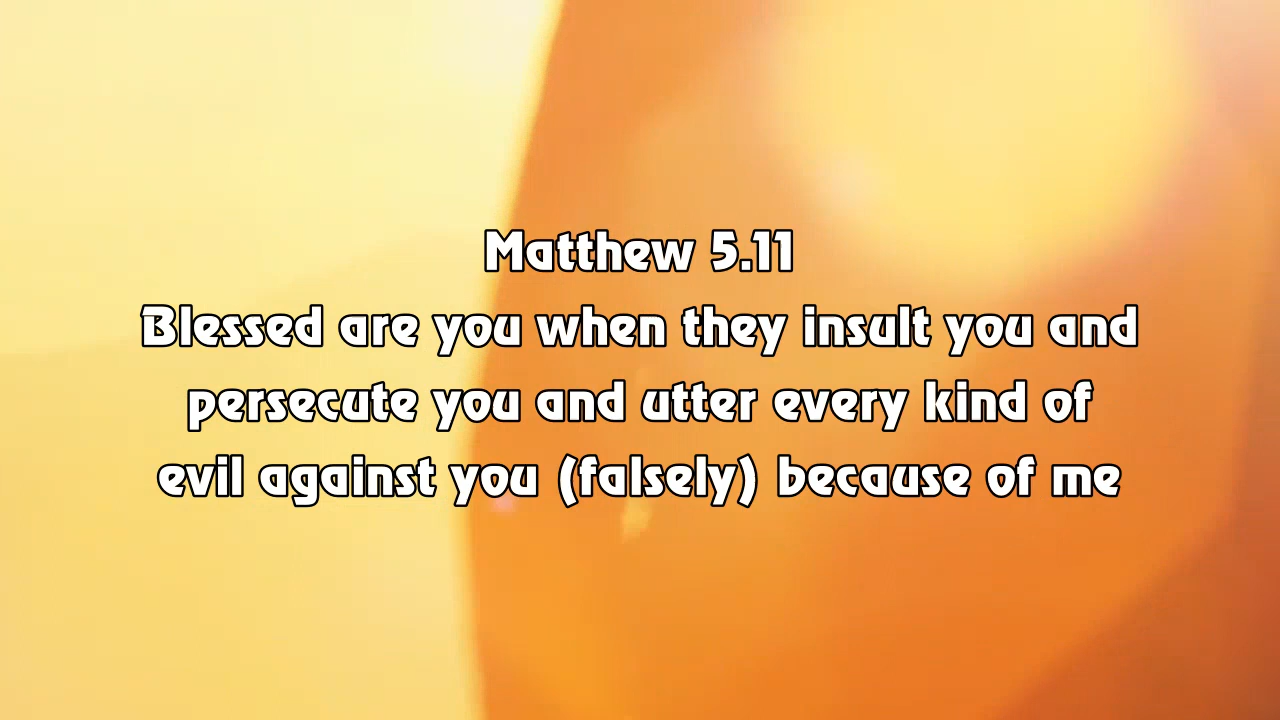 Matthew 5.11
Blessed are you when they insult you and
persecute you and utter every kind of
evil against you (falsely) because of me